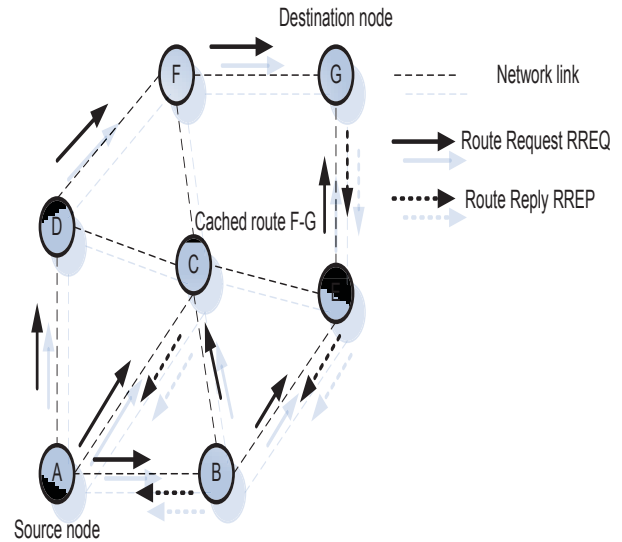 Destination node
F
G
Network link
Route Request RREQ
Route Reply RREP
D
Cached route F-G
C
E
A
B
Source node